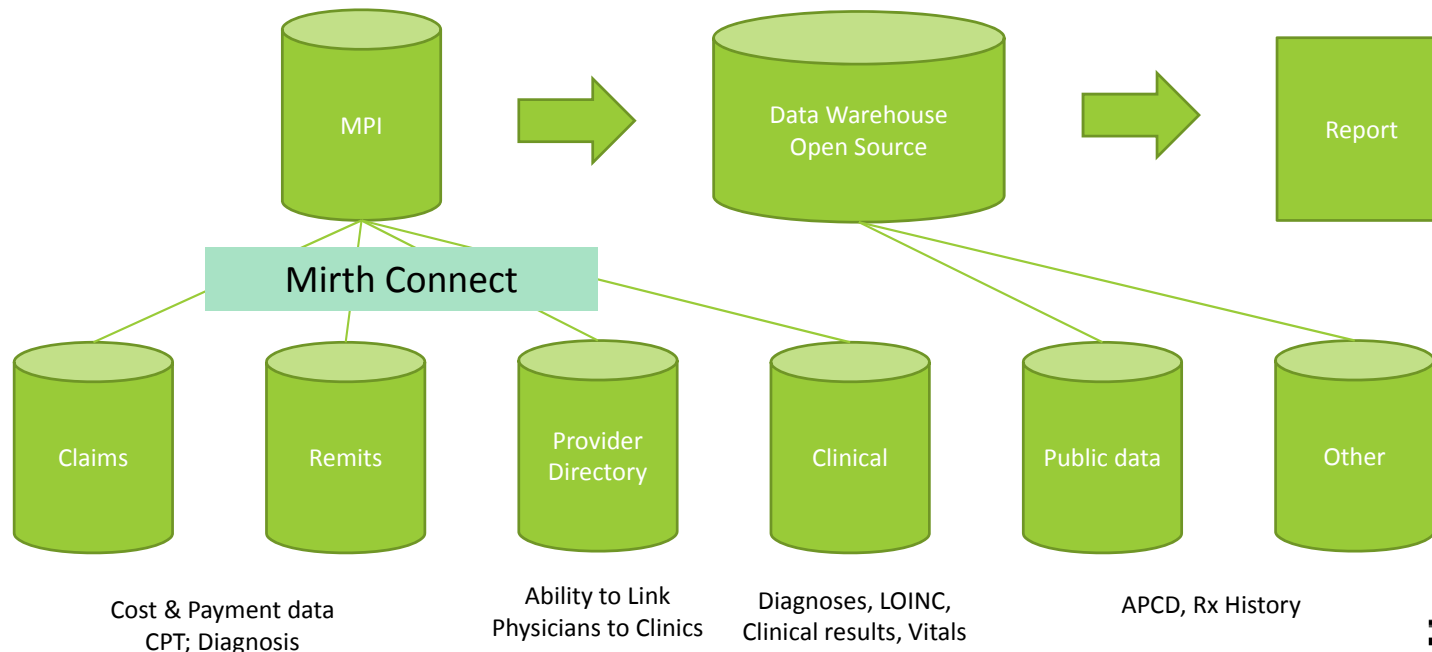 MPI
Data Warehouse
Open Source
Report
Mirth Connect
Claims
Remits
Provider
Directory
Clinical
Public data
Other
Cost & Payment data
CPT; Diagnosis
Ability to Link
Physicians to Clinics
Diagnoses, LOINC,
Clinical results, Vitals
APCD, Rx History